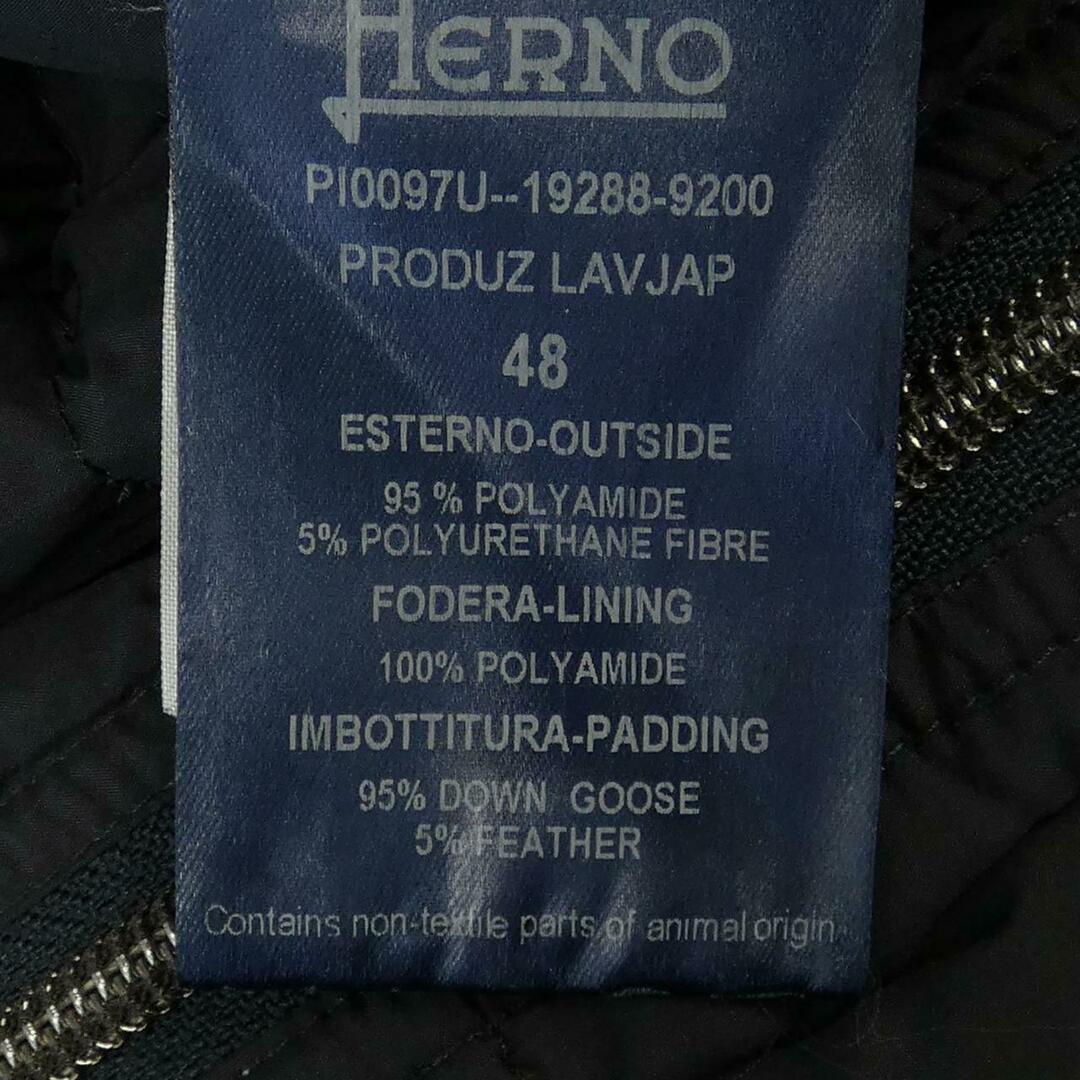 HERNO
PI0097U--19288-9200
PRODUZ LAVJAP
48
ESTERNO-OUTSIDE
95 % POLYAMIDE
5% POLYURETHANE FIBRE
FODERA-LINING
100% POLYAMIDE
IMBOTTITURA-PADDING
95% DOWN GOOSE
5% FEATHER
Contains non-textile parts of animal origin